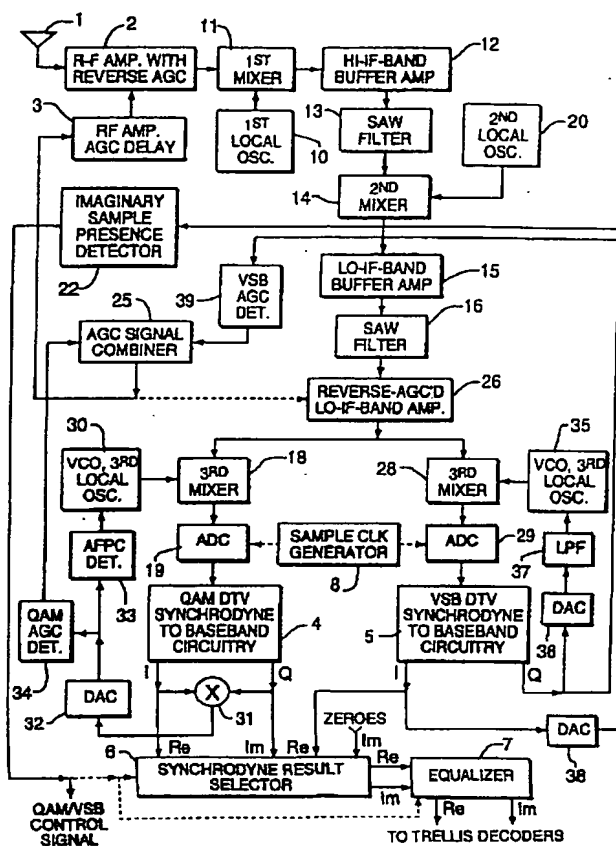 1
2
R-F AMP. WITH
REVERSE AGC
11
1ST
MIXER
HI-IF-BAND
BUFFER AMP
12
3
RF AMP.
AGC DELAY
1ST
LOCAL
OSC.
10
13
SAW
FILTER
2ND
LOCAL
OSC.
20
14
2ND
MIXER
IMAGINARY
SAMPLE
PRESENCE
DETECTOR
22
VSB
AGC
DET.
39
LO-IF-BAND
BUFFER AMP
15
25
AGC SIGNAL
COMBINER
SAW
FILTER
16
REVERSE-AGC'D
LO-IF-BAND AMP.
26
30
VCO, 3RD
LOCAL
OSC.
3RD
MIXER
18
28
3RD
MIXER
35
VCO, 3RD
LOCAL
OSC.
AFPC
DET.
33
ADC
19
SAMPLE CLK
GENERATOR
8
ADC
29
LPF
37
QAM
AGC
DET.
34
QAM DTV
SYNCHRODYNE
TO BASEBAND
CIRCUITRY
4
VSB DTV
SYNCHRODYNE
TO BASEBAND
CIRCUITRY
5
DAC
36
DAC
32
I
Q
X
31
I
Q
ZEROES
DAC
38
6
Re
Im
Re
Im
7
SYNCHRODYNE RESULT
SELECTOR
Re
Im
EQUALIZER
QAM/VSB
CONTROL
SIGNAL
Re
Im
TO TRELLIS DECODERS